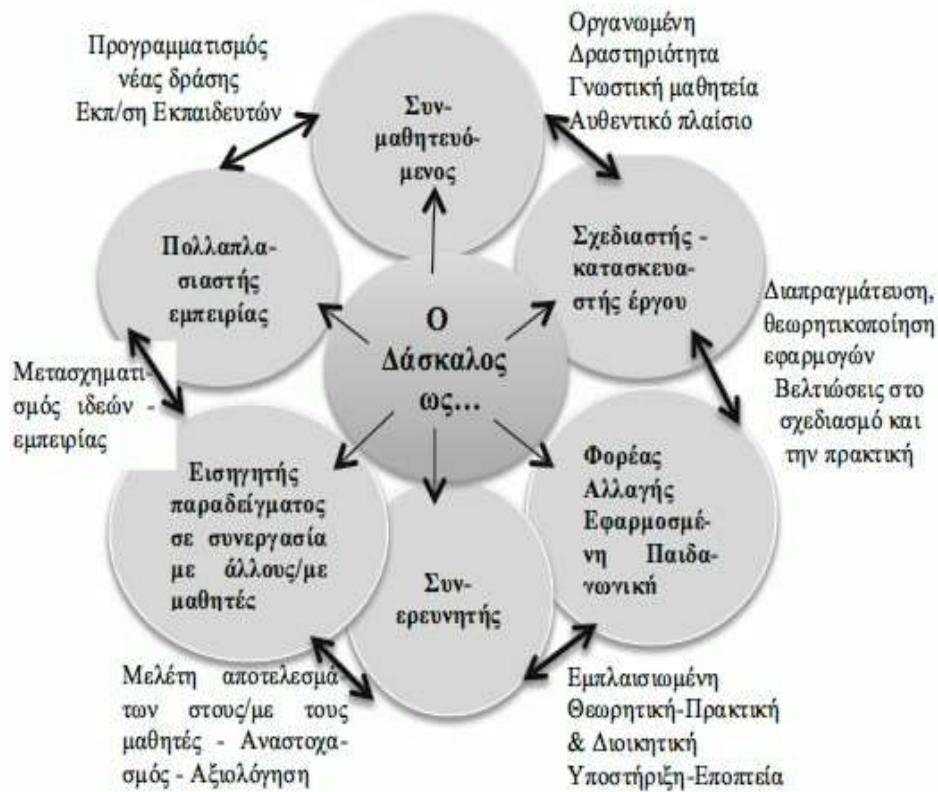 Προγραμματισμός
νέας δράσης
Εκπ/ση Εκπαιδευτών
Οργανωμένη
Δραστηριότητα
Γνωστική μαθητεία
Αυθεντικό πλαίσιο
Συν-
μαθητευό-
μενος
Πολλαπλα-
σιαστής
εμπειρίας
Σχεδιαστής -
κατασκευα-
στής έργου
Ο
Δάσκαλος
ως...
Διαπραγμάτευση,
θεωρητικοποίηση
εφαρμογών
Βελτιώσεις στο
σχεδιασμό και
την πρακτική
Μετασχηματι-
σμός ιδεών -
εμπειρίας
Εισηγητής
παραδείγματος
σε συνεργασία
με άλλους/με
μαθητές
Φορέας
Αλλαγής
Εφαρμοσμέ-
νη Παιδα-
γωγική
Συν-
ερευνητής
Μελέτη αποτελεσμά
των στους/με τους
μαθητές - Αναστοχα-
σμός - Αξιολόγηση
Εμπλαισιωμένη
Θεωρητική-Πρακτική
& Διοικητική
Υποστήριξη-Εποπτεία